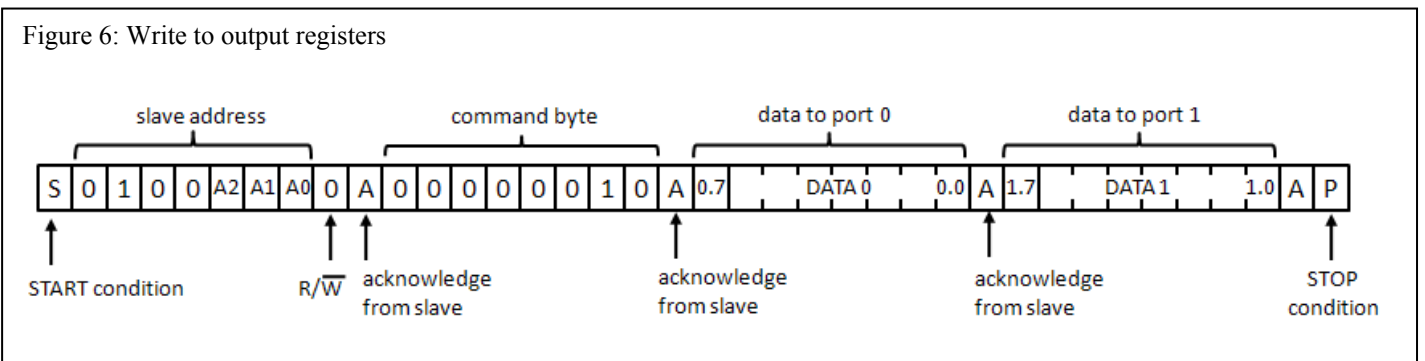 Figure 6: Write to output registers
slave address command byte data to port 0 data to port 1
S 0 1 0 0 A2 A1 A0 0 A 0 0 0 0 0 0 1 0 A 0.7 DATA 0 0.0 A 1.7 DATA 1 1.0 A P
START condition R/W̅ acknowledge from slave acknowledge from slave acknowledge from slave STOP condition